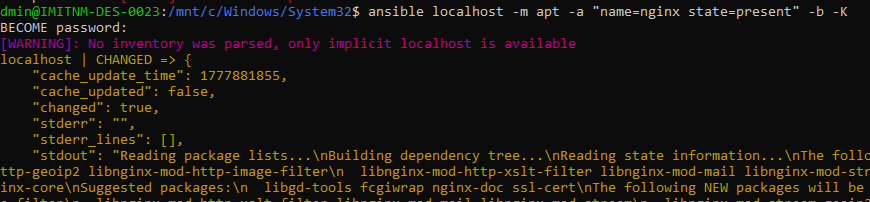 dmin@IMITNM-DES-0023:/mnt/c/Windows/System32$ ansible localhost -m apt -a "name=nginx state=present" -b -K
BECOME password:
[WARNING]: No inventory was parsed, only implicit localhost is available
localhost | CHANGED => {
    "cache_update_time": 1777881855,
    "cache_updated": false,
    "changed": true,
    "stderr": "",
    "stderr_lines": [],
    "stdout": "Reading package lists...\nBuilding dependency tree...\nReading state information...\nThe follo
ttp-geoip2 libnginx-mod-http-image-filter\n  libnginx-mod-http-xslt-filter libnginx-mod-mail libnginx-mod-str
inx-core\nSuggested packages:\n  libgd-tools fcgiwrap nginx-doc ssl-cert\nThe following NEW packages will be